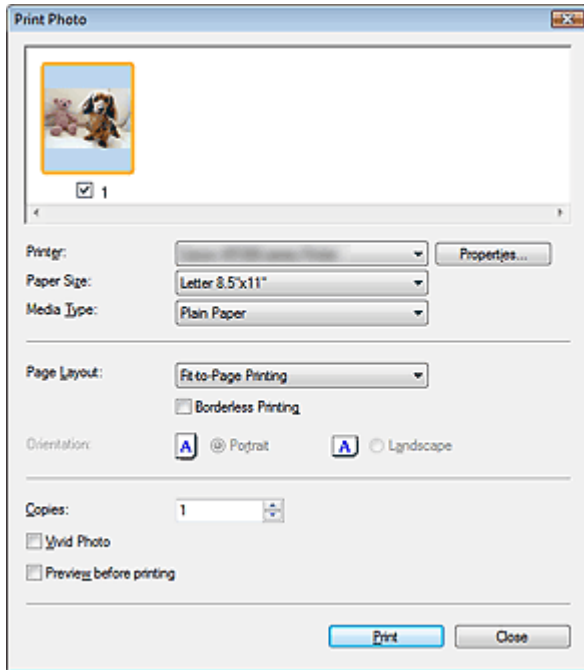 Print Photo
1
Printer: Properties...
Paper Size: Letter 8.5"x11"
Media Type: Plain Paper
Page Layout: Fit-to-Page Printing
Borderless Printing
Orientation: A Portrait A Landscape
Copies: 1
Vivid Photo
Preview before printing
Print Close